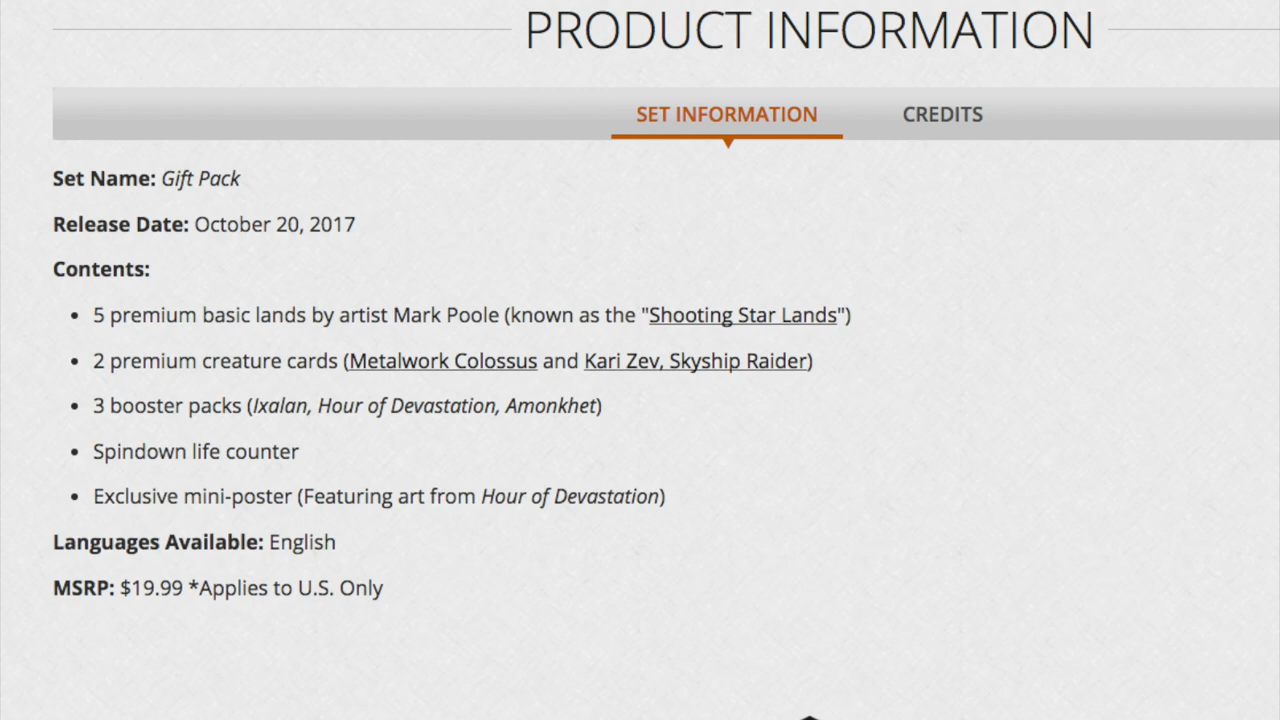 PRODUCT INFORMATION
SET INFORMATION
CREDITS
Set Name: Gift Pack
Release Date: October 20, 2017
Contents:
• 5 premium basic lands by artist Mark Poole (known as the "Shooting Star Lands")
• 2 premium creature cards (Metalwork Colossus and Kari Zev, Skyship Raider)
• 3 booster packs (Ixalan, Hour of Devastation, Amonkhet)
• Spindown life counter
• Exclusive mini-poster (Featuring art from Hour of Devastation)
Languages Available: English
MSRP: $19.99 *Applies to U.S. Only